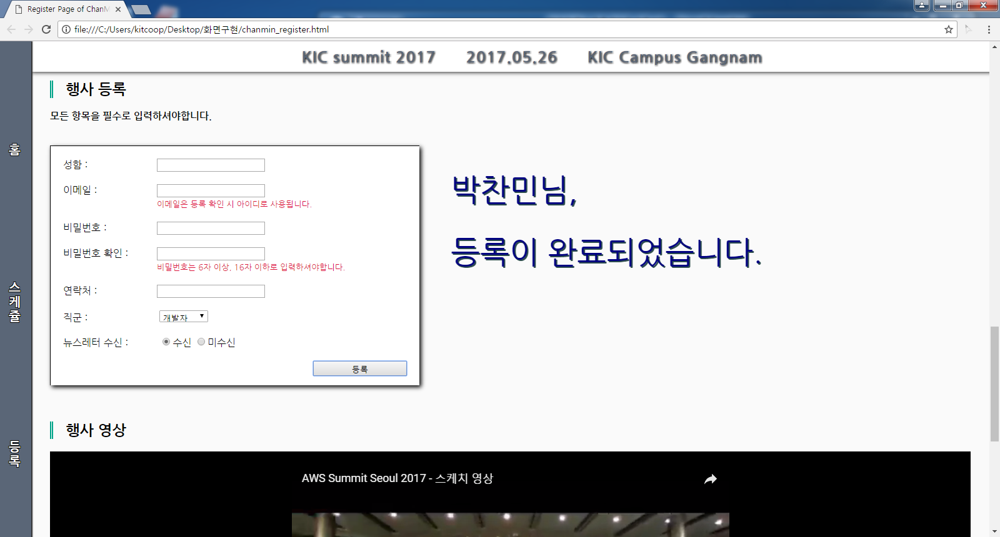 Register Page of ChanM
file:///C:/Users/kitcoop/Desktop/화면구현/chanmin_register.html
KIC summit 2017 2017.05.26 KIC Campus Gangnam
홈
스케쥴
등록
행사 등록
모든 항목을 필수로 입력하셔야합니다.
성함 :
이메일 :
이메일은 등록 확인 시 아이디로 사용됩니다.
비밀번호 :
비밀번호 확인 :
비밀번호는 6자 이상, 16자 이하로 입력하셔야합니다.
연락처 :
직군 : 개발자
뉴스레터 수신 : 수신 미수신
등록
박찬민님,
등록이 완료되었습니다.
행사 영상
AWS Summit Seoul 2017 - 스케치 영상